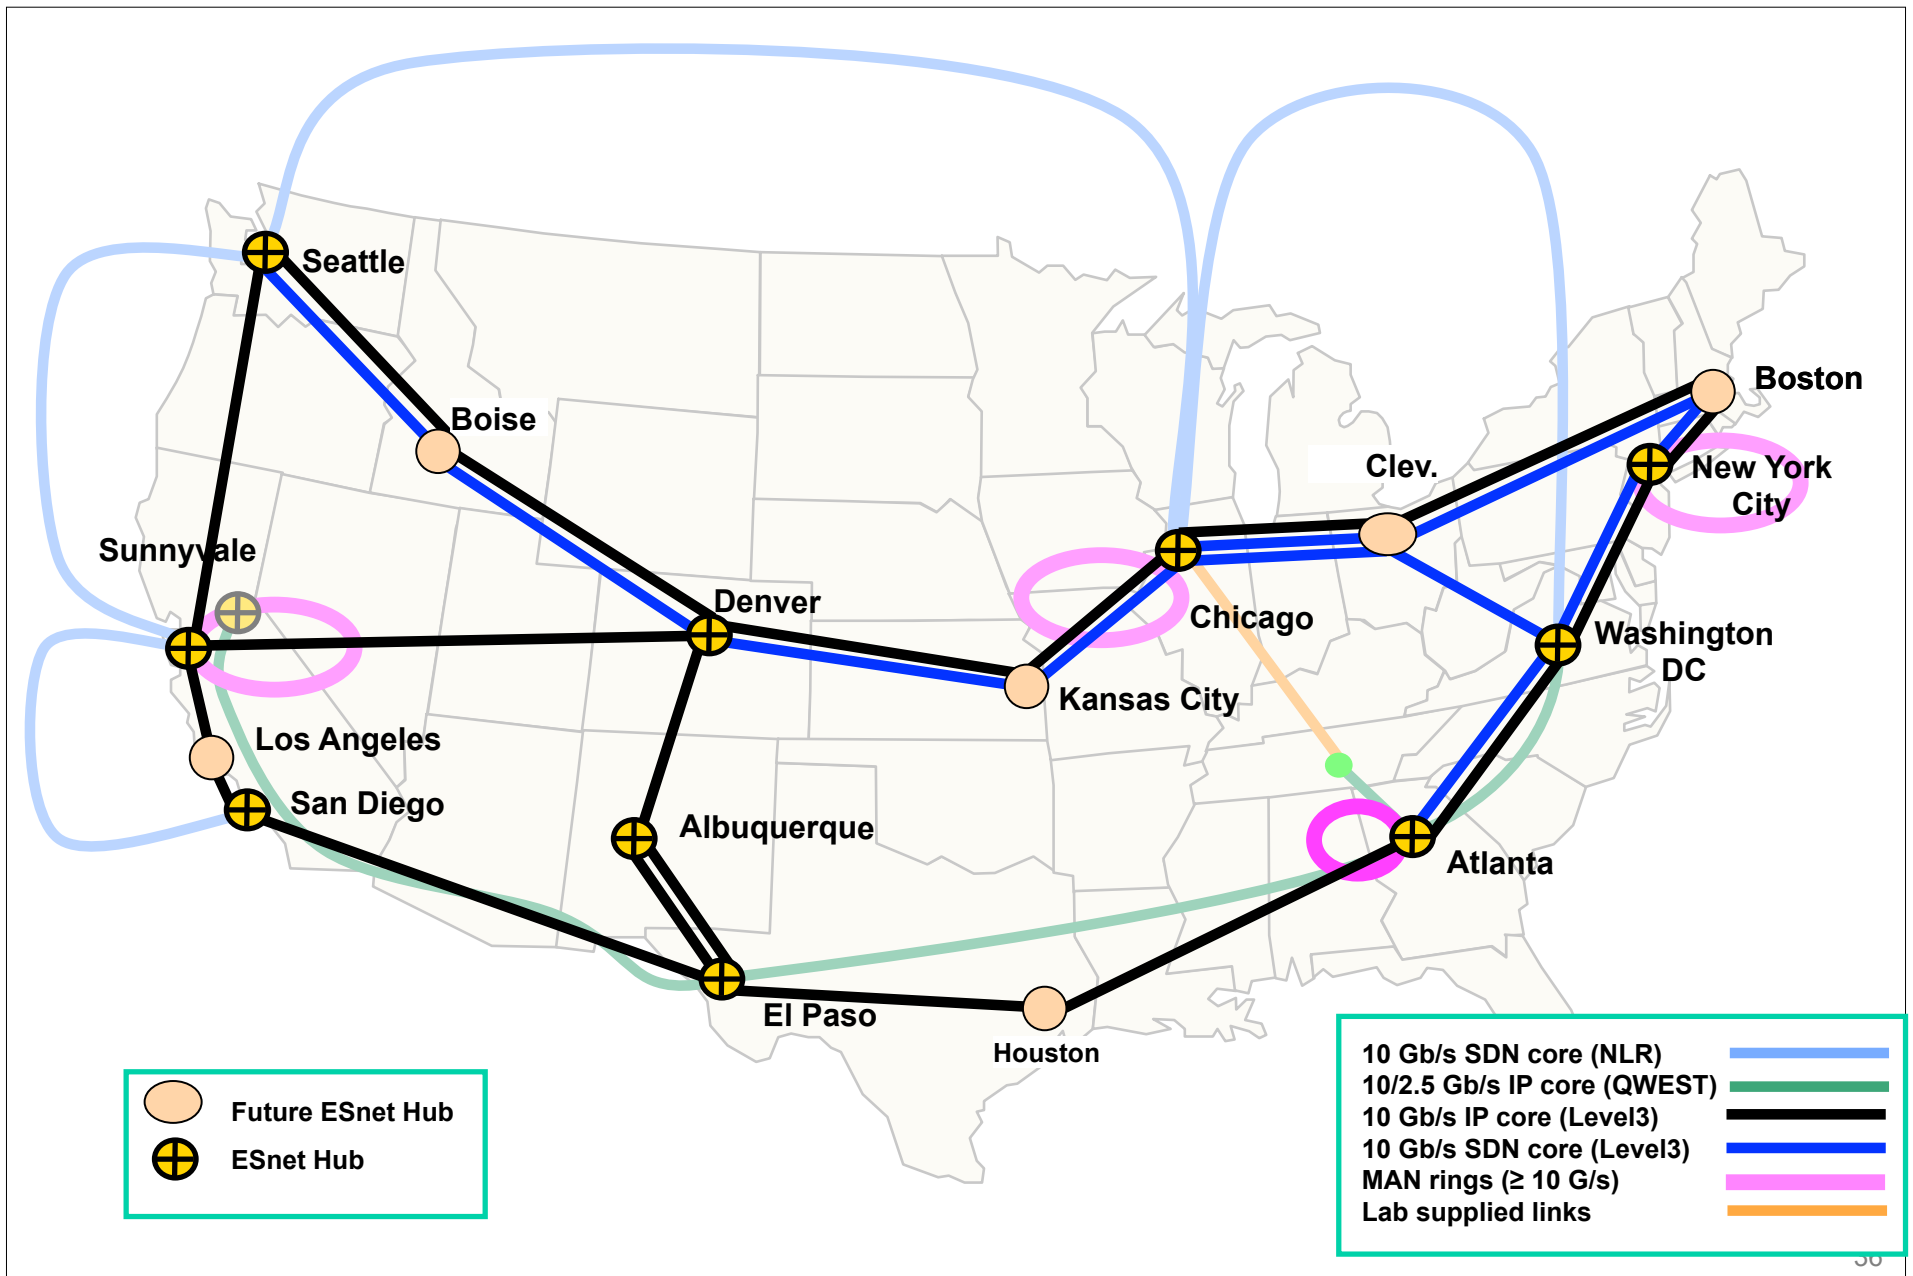 Seattle
Boise
Boston
Clev.
New York
City
Sunnyvale
Denver
Chicago
Washington
DC
Kansas City
Los Angeles
San Diego
Albuquerque
Atlanta
El Paso
Houston
Future ESnet Hub
ESnet Hub
10 Gb/s SDN core (NLR)
10/2.5 Gb/s IP core (QWEST)
10 Gb/s IP core (Level3)
10 Gb/s SDN core (Level3)
MAN rings (≥ 10 G/s)
Lab supplied links
36